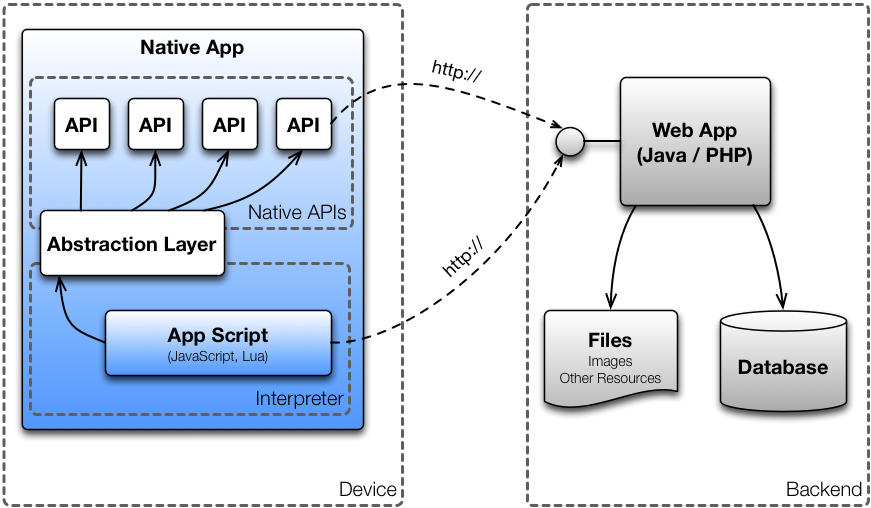 Native App
API
API
API
API
Native APIs
Abstraction Layer
App Script
(JavaScript, Lua)
Interpreter
Device
http://
http://
Web App
(Java / PHP)
Files
Images
Other Resources
Database
Backend